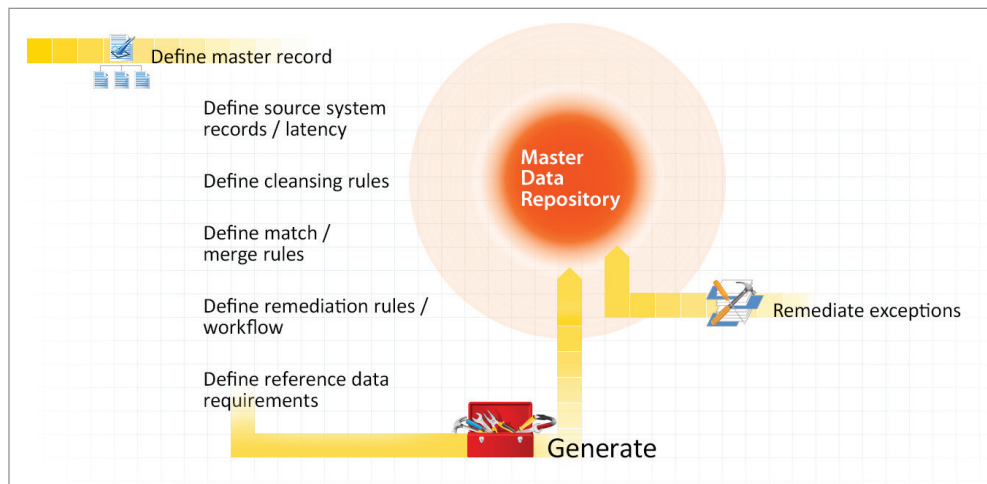 Define master record
Define source system
records / latency
Define cleansing rules
Define match /
merge rules
Define remediation rules /
workflow
Define reference data
requirements
Master
Data
Repository
Remediate exceptions
Generate